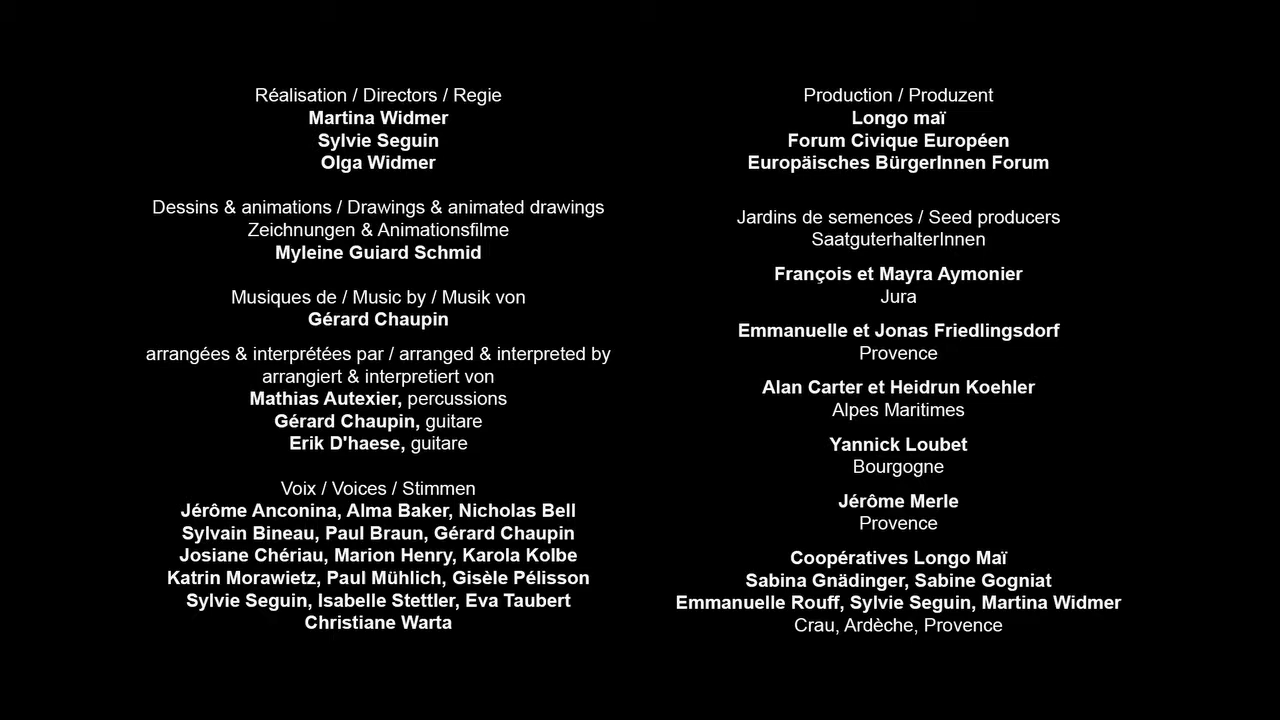 Réalisation / Directors / Regie
Martina Widmer
Sylvie Seguin
Olga Widmer
Dessins & animations / Drawings & animated drawings
Zeichnungen & Animationsfilme
Myleine Guiard Schmid
Musiques de / Music by / Musik von
Gérard Chaupin
arrangées & interprétées par / arranged & interpreted by
arrangiert & interpretiert von
Mathias Autexier, percussions
Gérard Chaupin, guitare
Erik D'haese, guitare
Voix / Voices / Stimmen
Jérôme Anconina, Alma Baker, Nicholas Bell
Sylvain Bineau, Paul Braun, Gérard Chaupin
Josiane Chériau, Marion Henry, Karola Kolbe
Katrin Morawietz, Paul Mühlich, Gisèle Pélisson
Sylvie Seguin, Isabelle Stettler, Eva Taubert
Christiane Warta
Production / Produzent
Longo maï
Forum Civique Européen
Europäisches BürgerInnen Forum
Jardins de semences / Seed producers
SaatguterhalterInnen
François et Mayra Aymonier
Jura
Emmanuelle et Jonas Friedlingsdorf
Provence
Alan Carter et Heidrun Koehler
Alpes Maritimes
Yannick Loubet
Bourgogne
Jérôme Merle
Provence
Coopératives Longo Maï
Sabina Gnädinger, Sabine Gogniat
Emmanuelle Rouff, Sylvie Seguin, Martina Widmer
Crau, Ardèche, Provence